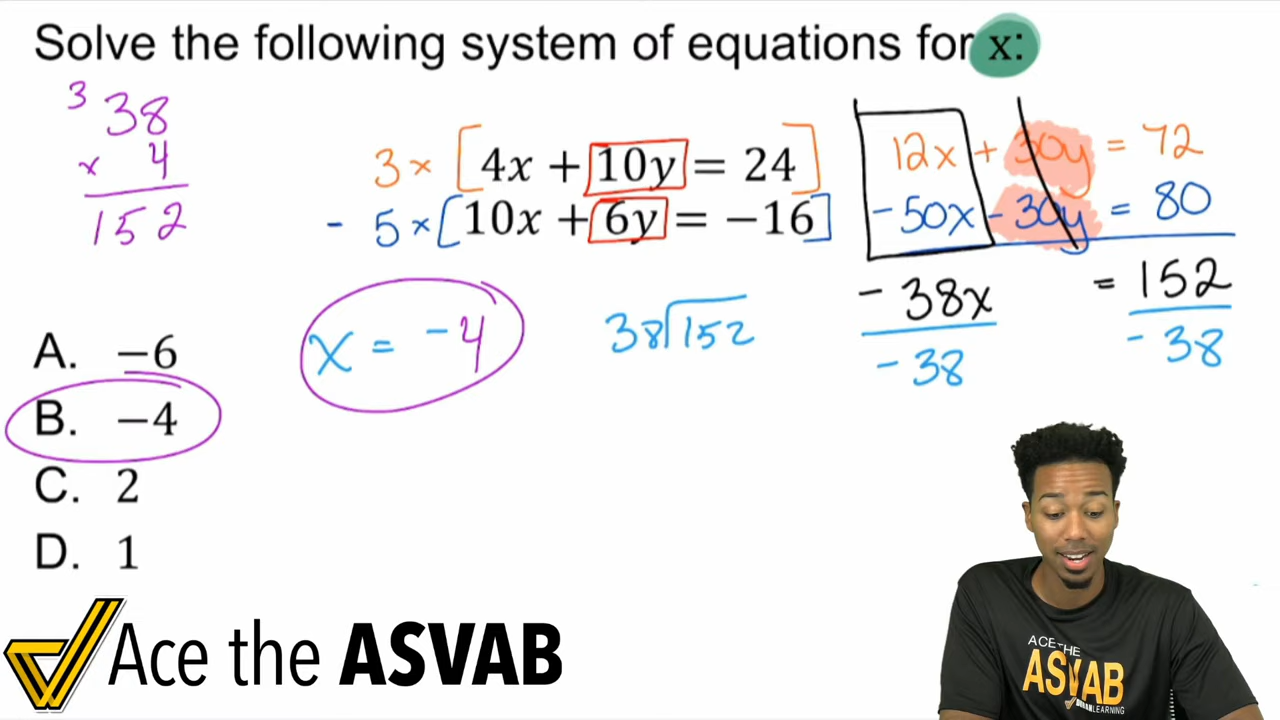 Solve the following system of equations for x:
3
38
x 4
152
3 × [4x + 10y = 24]
- 5 × [10x + 6y = −16]
12x + 30y = 72
- 50x - 30y = 80
- 38x = 152
- 38 - 38
38 152
x = -4
A. −6
B. −4
C. 2
D. 1
Ace the ASVAB
ACE THE
ASVAB
LEARNING